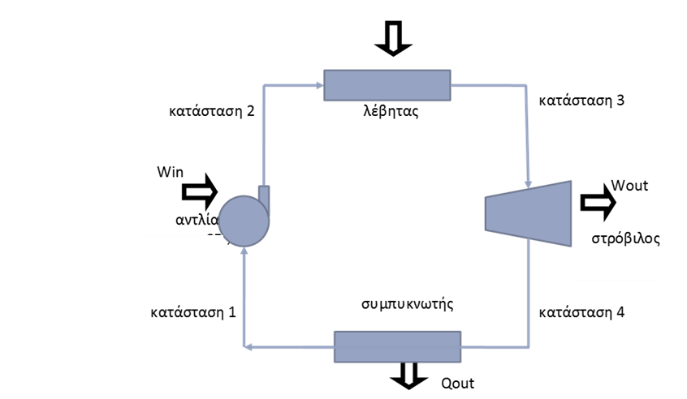 κατάσταση 2
λέβητας
κατάσταση 3
Win
αντλία
Wout
στρόβιλος
κατάσταση 1
συμπυκνωτής
κατάσταση 4
Qout